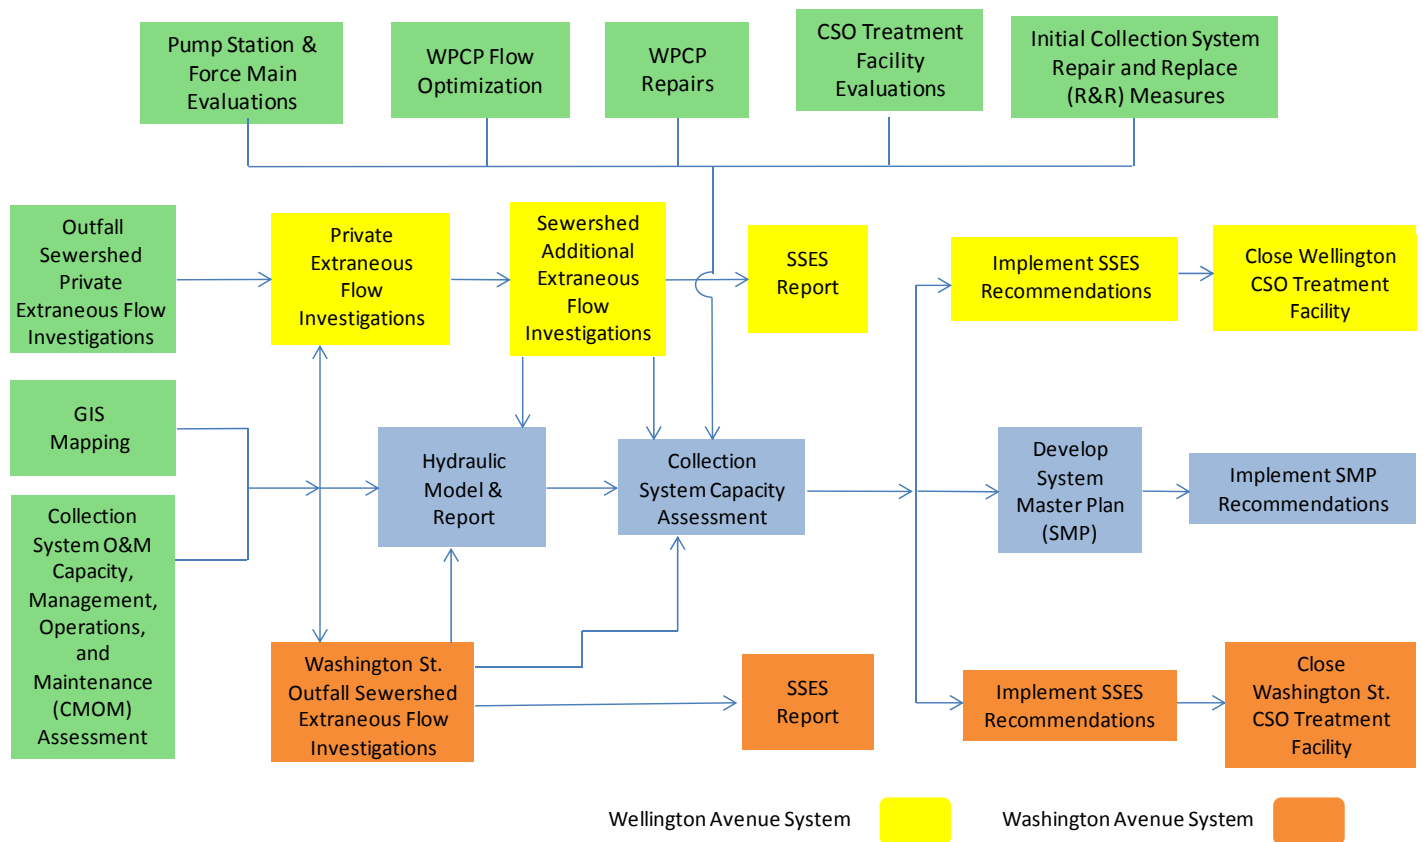 Pump Station &
Force Main
Evaluations
WPCP Flow
Optimization
WPCP
Repairs
CSO Treatment
Facility
Evaluations
Initial Collection System
Repair and Replace
(R&R) Measures
Outfall
Sewershed
Private
Extraneous Flow
Investigations
Private
Extraneous
Flow
Investigations
Sewershed
Additional
Extraneous
Flow
Investigations
SSES
Report
Implement SSES
Recommendations
Close Wellington
CSO Treatment
Facility
GIS
Mapping
Hydraulic
Model &
Report
Collection
System Capacity
Assessment
Develop
System
Master Plan
(SMP)
Implement SMP
Recommendations
Collection
System O&M
Capacity,
Management,
Operations,
and
Maintenance
(CMOM)
Assessment
Washington St.
Outfall Sewershed
Extraneous Flow
Investigations
SSES
Report
Implement SSES
Recommendations
Close
Washington St.
CSO Treatment
Facility
Wellington Avenue System
Washington Avenue System